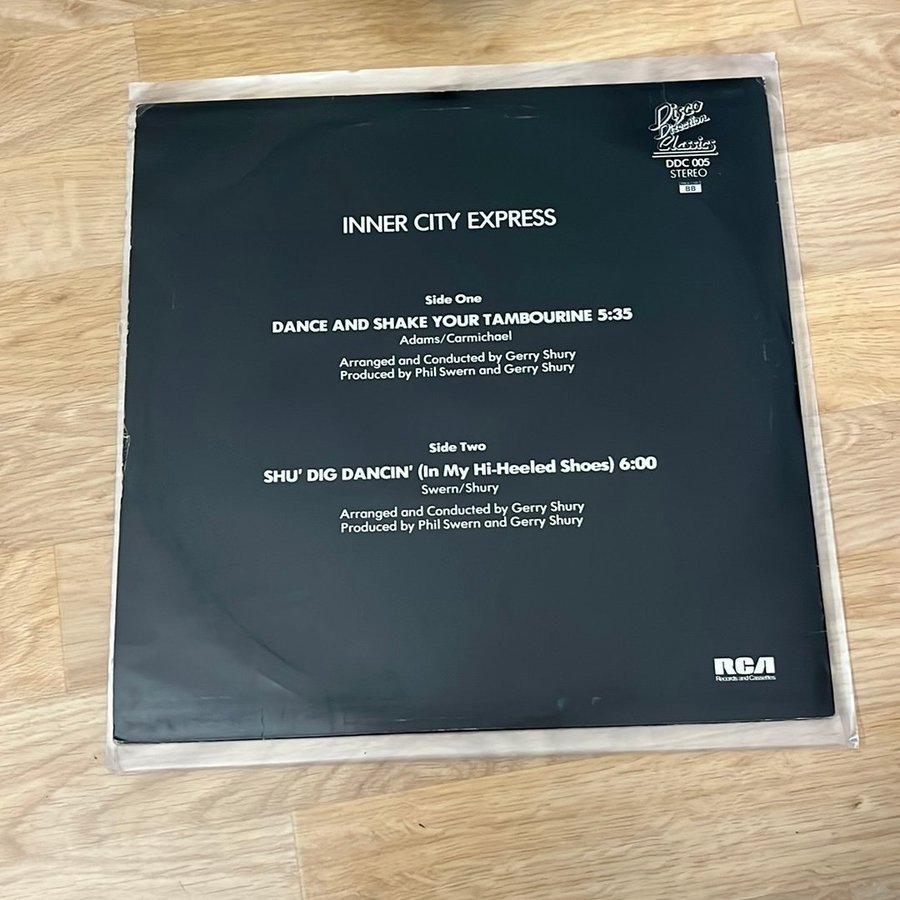 Disco
Direction
Classics
DDC 005
STEREO
BB
INNER CITY EXPRESS
Side One
DANCE AND SHAKE YOUR TAMBOURINE 5:35
Adams/Carmichael
Arranged and Conducted by Gerry Shury
Produced by Phil Swern and Gerry Shury
Side Two
SHU' DIG DANCIN' (In My Hi-Heeled Shoes) 6:00
Swern/Shury
Arranged and Conducted by Gerry Shury
Produced by Phil Swern and Gerry Shury
RCA
Records and Cassettes